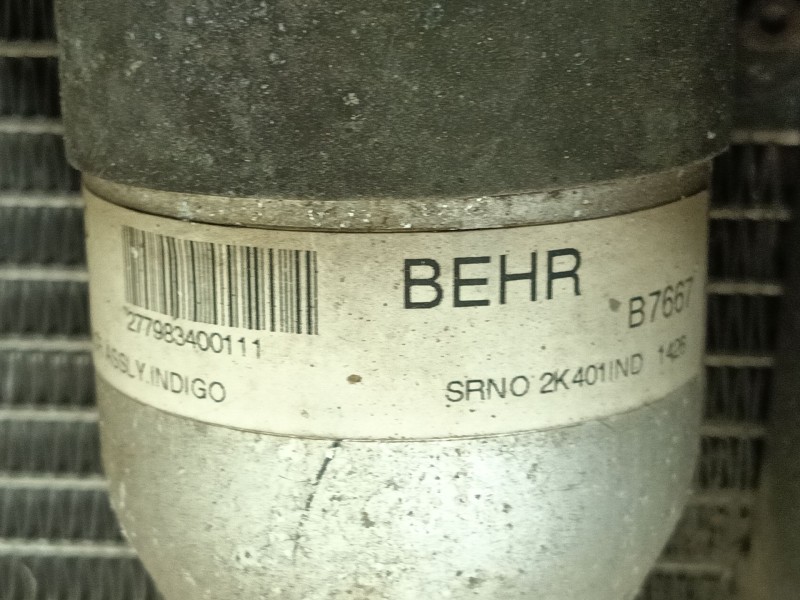 BEHR
277983400111
B7667
ASSLY.INDIGO
SRNO 2K401IND 1426